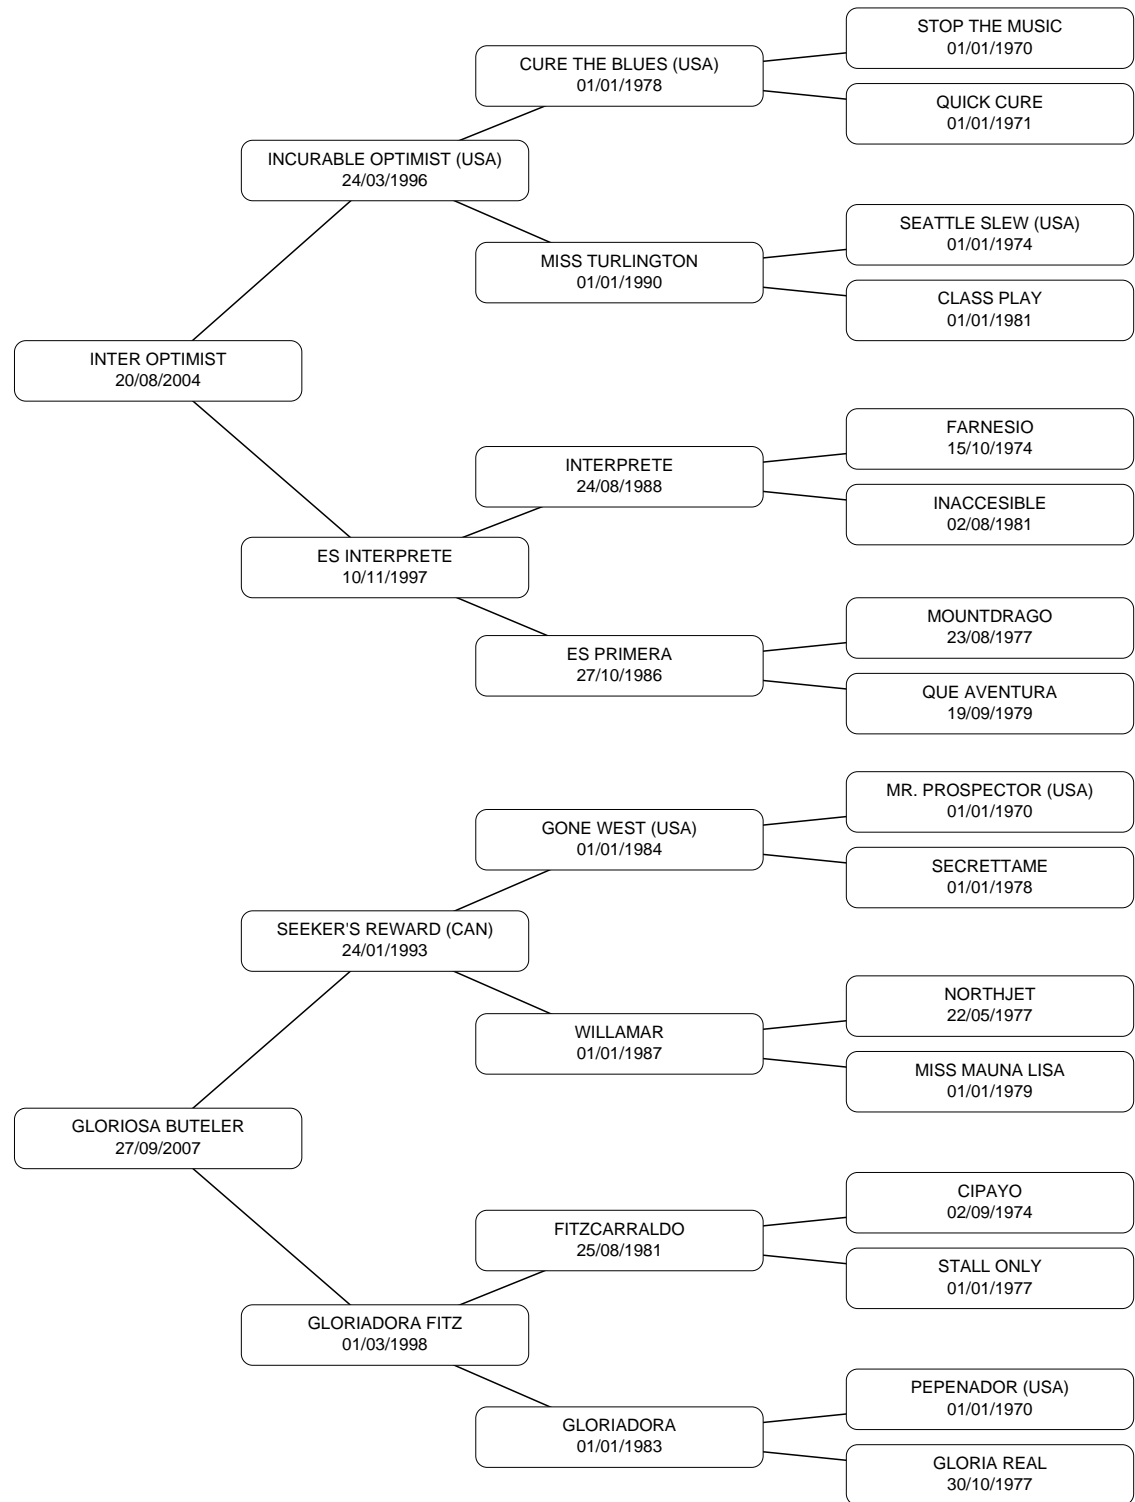 STOP THE MUSIC
01/01/1970
CURE THE BLUES (USA)
01/01/1978
QUICK CURE
01/01/1971
INCURABLE OPTIMIST (USA)
24/03/1996
SEATTLE SLEW (USA)
01/01/1974
MISS TURLINGTON
01/01/1990
CLASS PLAY
01/01/1981
INTER OPTIMIST
20/08/2004
FARNESIO
15/10/1974
INTERPRETE
24/08/1988
INACCESIBLE
02/08/1981
ES INTERPRETE
10/11/1997
MOUNTDRAGO
23/08/1977
ES PRIMERA
27/10/1986
QUE AVENTURA
19/09/1979
MR. PROSPECTOR (USA)
01/01/1970
GONE WEST (USA)
01/01/1984
SECRETTAME
01/01/1978
SEEKER'S REWARD (CAN)
24/01/1993
NORTHJET
22/05/1977
WILLAMAR
01/01/1987
MISS MAUNA LISA
01/01/1979
GLORIOSA BUTELER
27/09/2007
CIPAYO
02/09/1974
FITZCARRALDO
25/08/1981
STALL ONLY
01/01/1977
GLORIADORA FITZ
01/03/1998
PEPENADOR (USA)
01/01/1970
GLORIADORA
01/01/1983
GLORIA REAL
30/10/1977